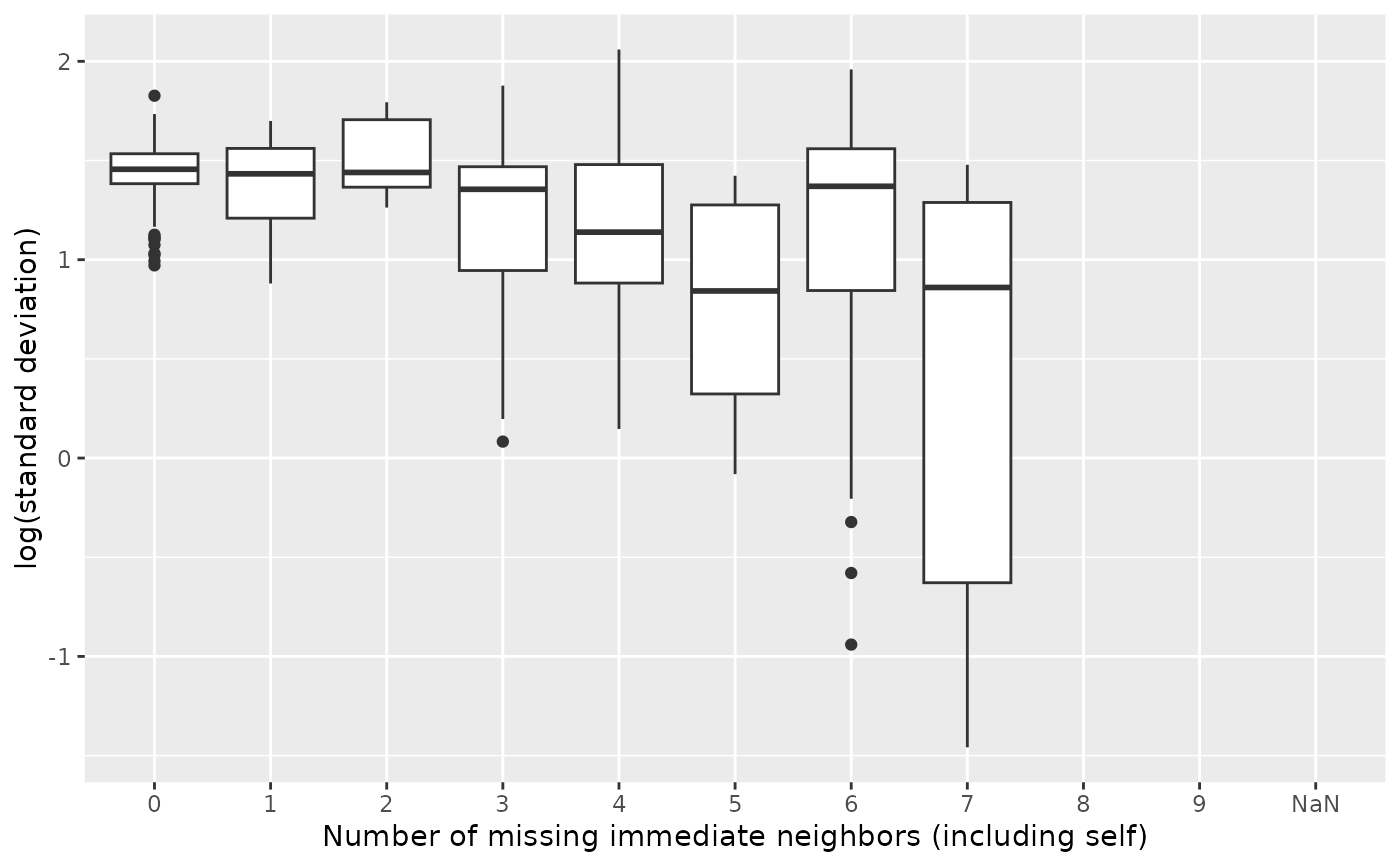 log(standard deviation)
2
1
0
-1
0 1 2 3 4 5 6 7 8 9 NaN
Number of missing immediate neighbors (including self)